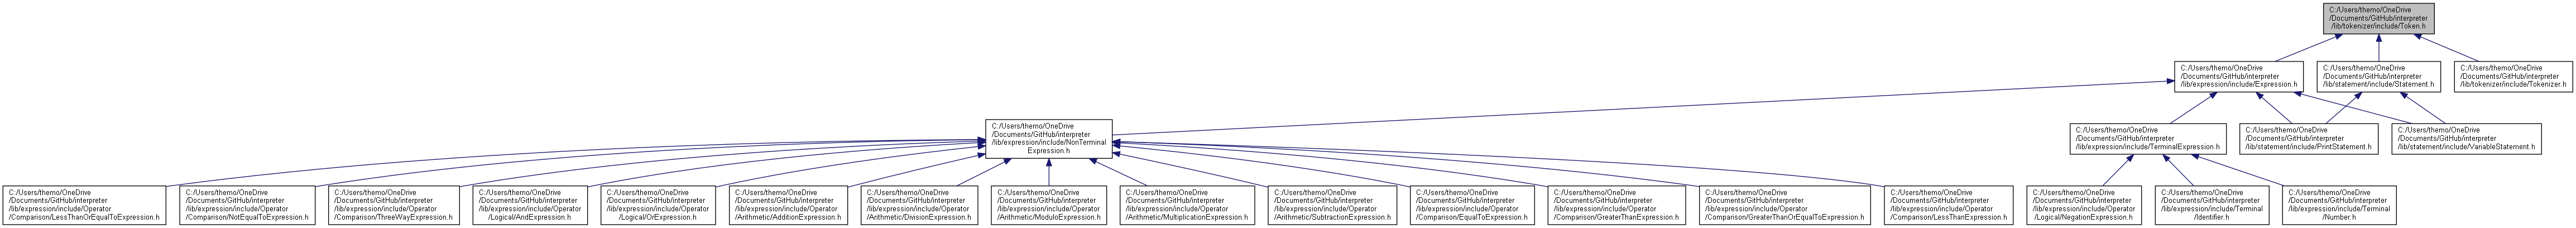 C:/Users/themo/OneDrive
/Documents/GitHub/interpreter
/lib/tokenizer/include/Token.h
C:/Users/themo/OneDrive
/Documents/GitHub/interpreter
/lib/expression/include/Expression.h
C:/Users/themo/OneDrive
/Documents/GitHub/interpreter
/lib/statement/include/Statement.h
C:/Users/themo/OneDrive
/Documents/GitHub/interpreter
/lib/tokenizer/include/Tokenizer.h
C:/Users/themo/OneDrive
/Documents/GitHub/interpreter
/lib/expression/include/NonTerminal
Expression.h
C:/Users/themo/OneDrive
/Documents/GitHub/interpreter
/lib/expression/include/TerminalExpression.h
C:/Users/themo/OneDrive
/Documents/GitHub/interpreter
/lib/statement/include/PrintStatement.h
C:/Users/themo/OneDrive
/Documents/GitHub/interpreter
/lib/statement/include/VariableStatement.h
C:/Users/themo/OneDrive
/Documents/GitHub/interpreter
/lib/expression/include/Operator
/Comparison/LessThanOrEqualToExpression.h
C:/Users/themo/OneDrive
/Documents/GitHub/interpreter
/lib/expression/include/Operator
/Comparison/NotEqualToExpression.h
C:/Users/themo/OneDrive
/Documents/GitHub/interpreter
/lib/expression/include/Operator
/Comparison/ThreeWayExpression.h
C:/Users/themo/OneDrive
/Documents/GitHub/interpreter
/lib/expression/include/Operator
/Logical/AndExpression.h
C:/Users/themo/OneDrive
/Documents/GitHub/interpreter
/lib/expression/include/Operator
/Logical/OrExpression.h
C:/Users/themo/OneDrive
/Documents/GitHub/interpreter
/lib/expression/include/Operator
/Arithmetic/AdditionExpression.h
C:/Users/themo/OneDrive
/Documents/GitHub/interpreter
/lib/expression/include/Operator
/Arithmetic/DivisionExpression.h
C:/Users/themo/OneDrive
/Documents/GitHub/interpreter
/lib/expression/include/Operator
/Arithmetic/ModuloExpression.h
C:/Users/themo/OneDrive
/Documents/GitHub/interpreter
/lib/expression/include/Operator
/Arithmetic/MultiplicationExpression.h
C:/Users/themo/OneDrive
/Documents/GitHub/interpreter
/lib/expression/include/Operator
/Arithmetic/SubtractionExpression.h
C:/Users/themo/OneDrive
/Documents/GitHub/interpreter
/lib/expression/include/Operator
/Comparison/EqualToExpression.h
C:/Users/themo/OneDrive
/Documents/GitHub/interpreter
/lib/expression/include/Operator
/Comparison/GreaterThanExpression.h
C:/Users/themo/OneDrive
/Documents/GitHub/interpreter
/lib/expression/include/Operator
/Comparison/GreaterThanOrEqualToExpression.h
C:/Users/themo/OneDrive
/Documents/GitHub/interpreter
/lib/expression/include/Operator
/Comparison/LessThanExpression.h
C:/Users/themo/OneDrive
/Documents/GitHub/interpreter
/lib/expression/include/Operator
/Logical/NegationExpression.h
C:/Users/themo/OneDrive
/Documents/GitHub/interpreter
/lib/expression/include/Terminal
/Identifier.h
C:/Users/themo/OneDrive
/Documents/GitHub/interpreter
/lib/expression/include/Terminal
/Number.h